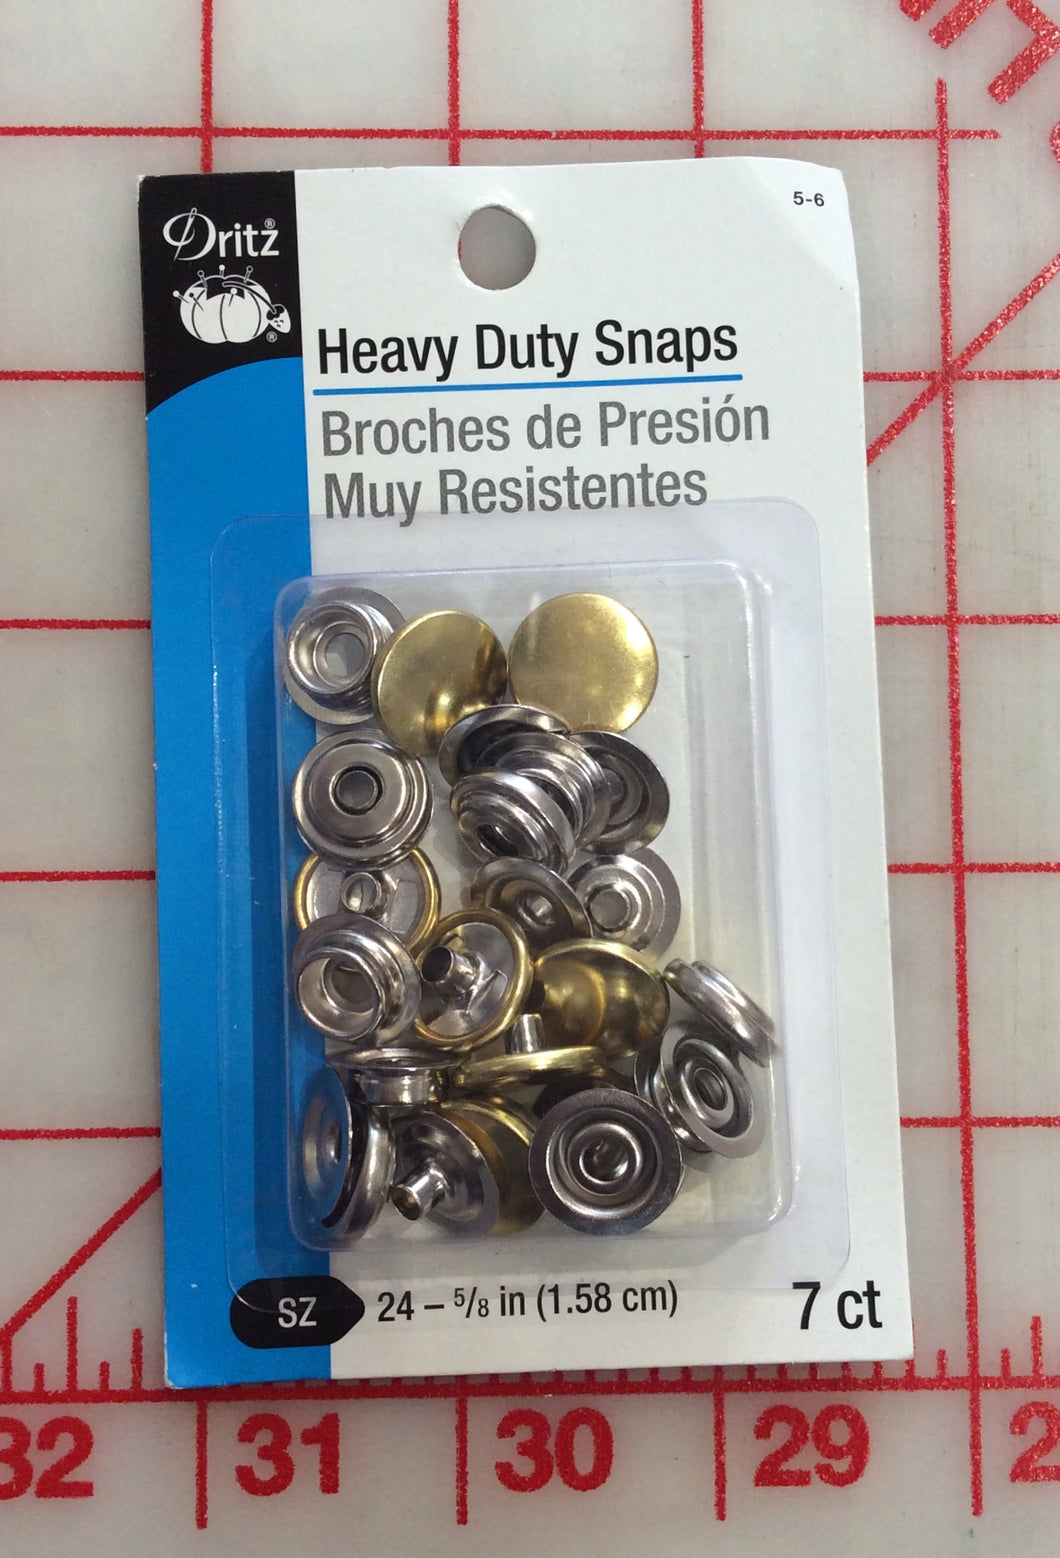 5-6
Dritz®
®
Heavy Duty Snaps
Broches de Presión
Muy Resistentes
SZ 24 – 5/8 in (1.58 cm) 7 ct
32 31 30 29